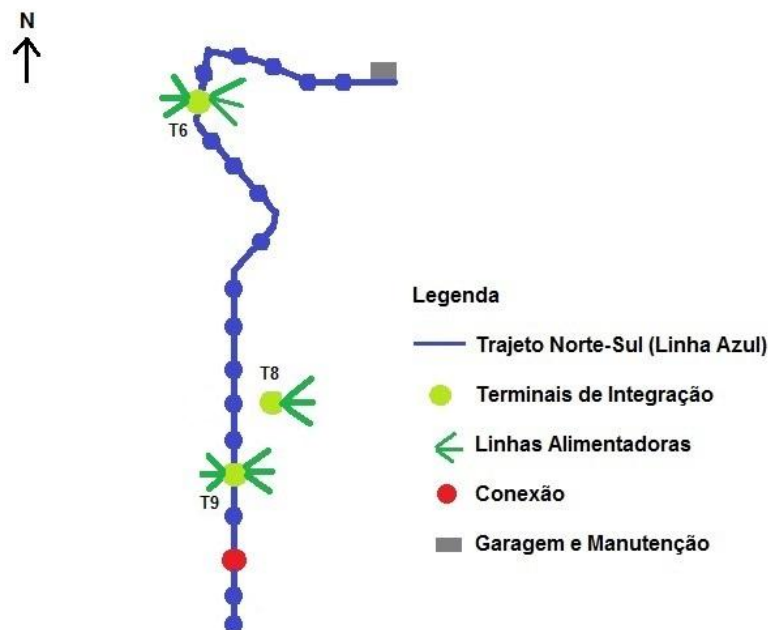 N
T6
T8
T9
Legenda
Trajeto Norte-Sul (Linha Azul)
Terminais de Integração
Linhas Alimentadoras
Conexão
Garagem e Manutenção